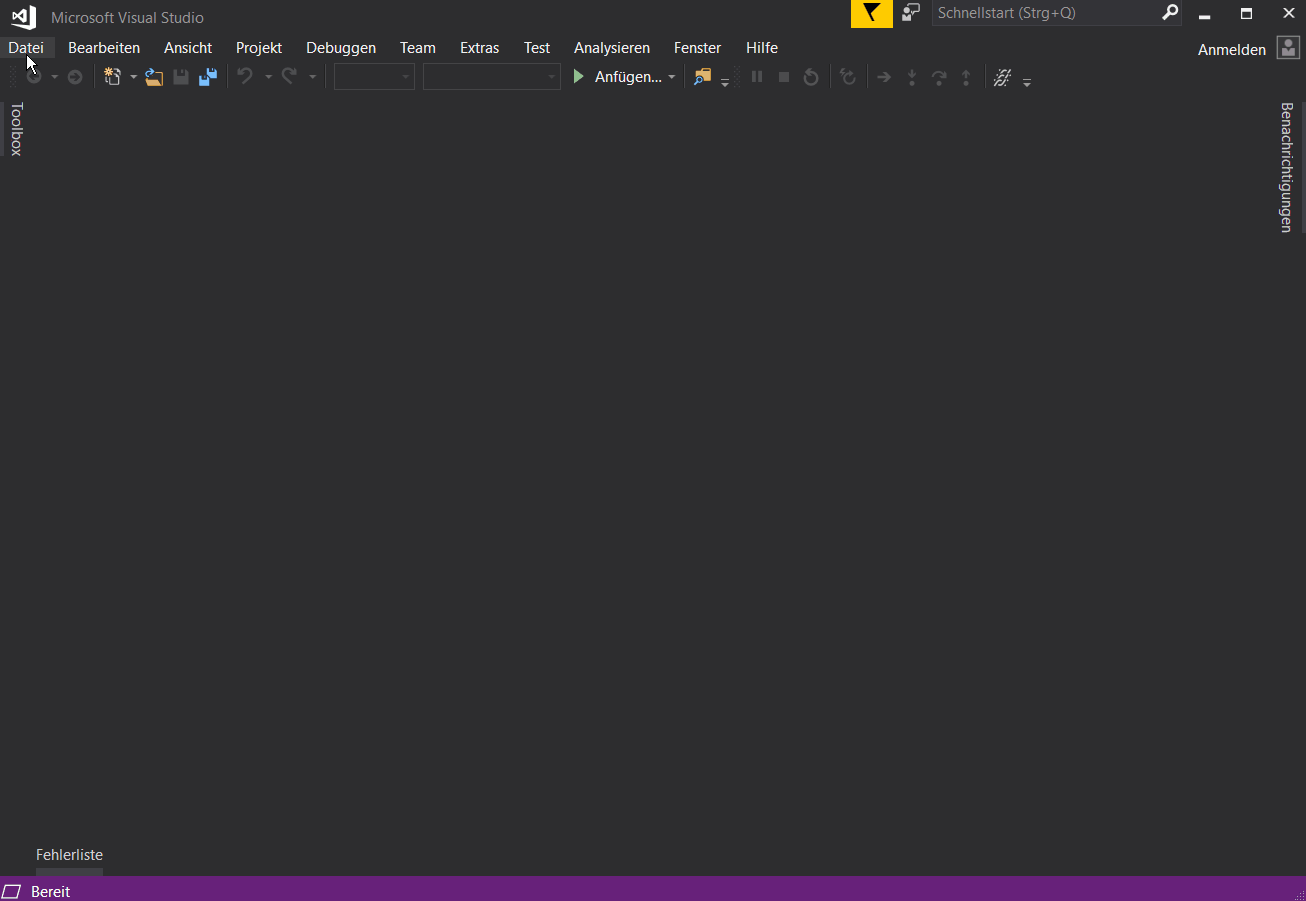 Microsoft Visual Studio
Schnellstart (Strg+Q)
Datei Bearbeiten Ansicht Projekt Debuggen Team Extras Test Analysieren Fenster Hilfe
Anmelden
Anfügen...
Toolbox
Benachrichtigungen
Fehlerliste
Bereit